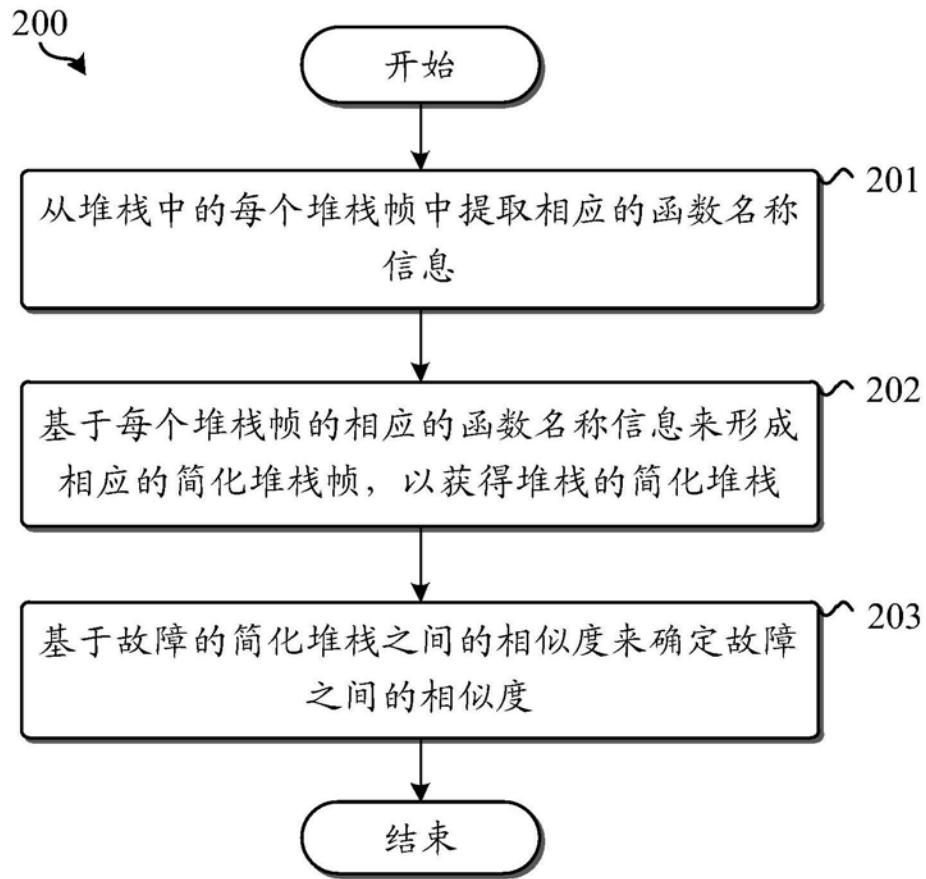 200
开始
201
从堆栈中的每个堆栈帧中提取相应的函数名称
信息
202
基于每个堆栈帧的相应的函数名称信息来形成
相应的简化堆栈帧，以获得堆栈的简化堆栈
203
基于故障的简化堆栈之间的相似度来确定故障
之间的相似度
结束